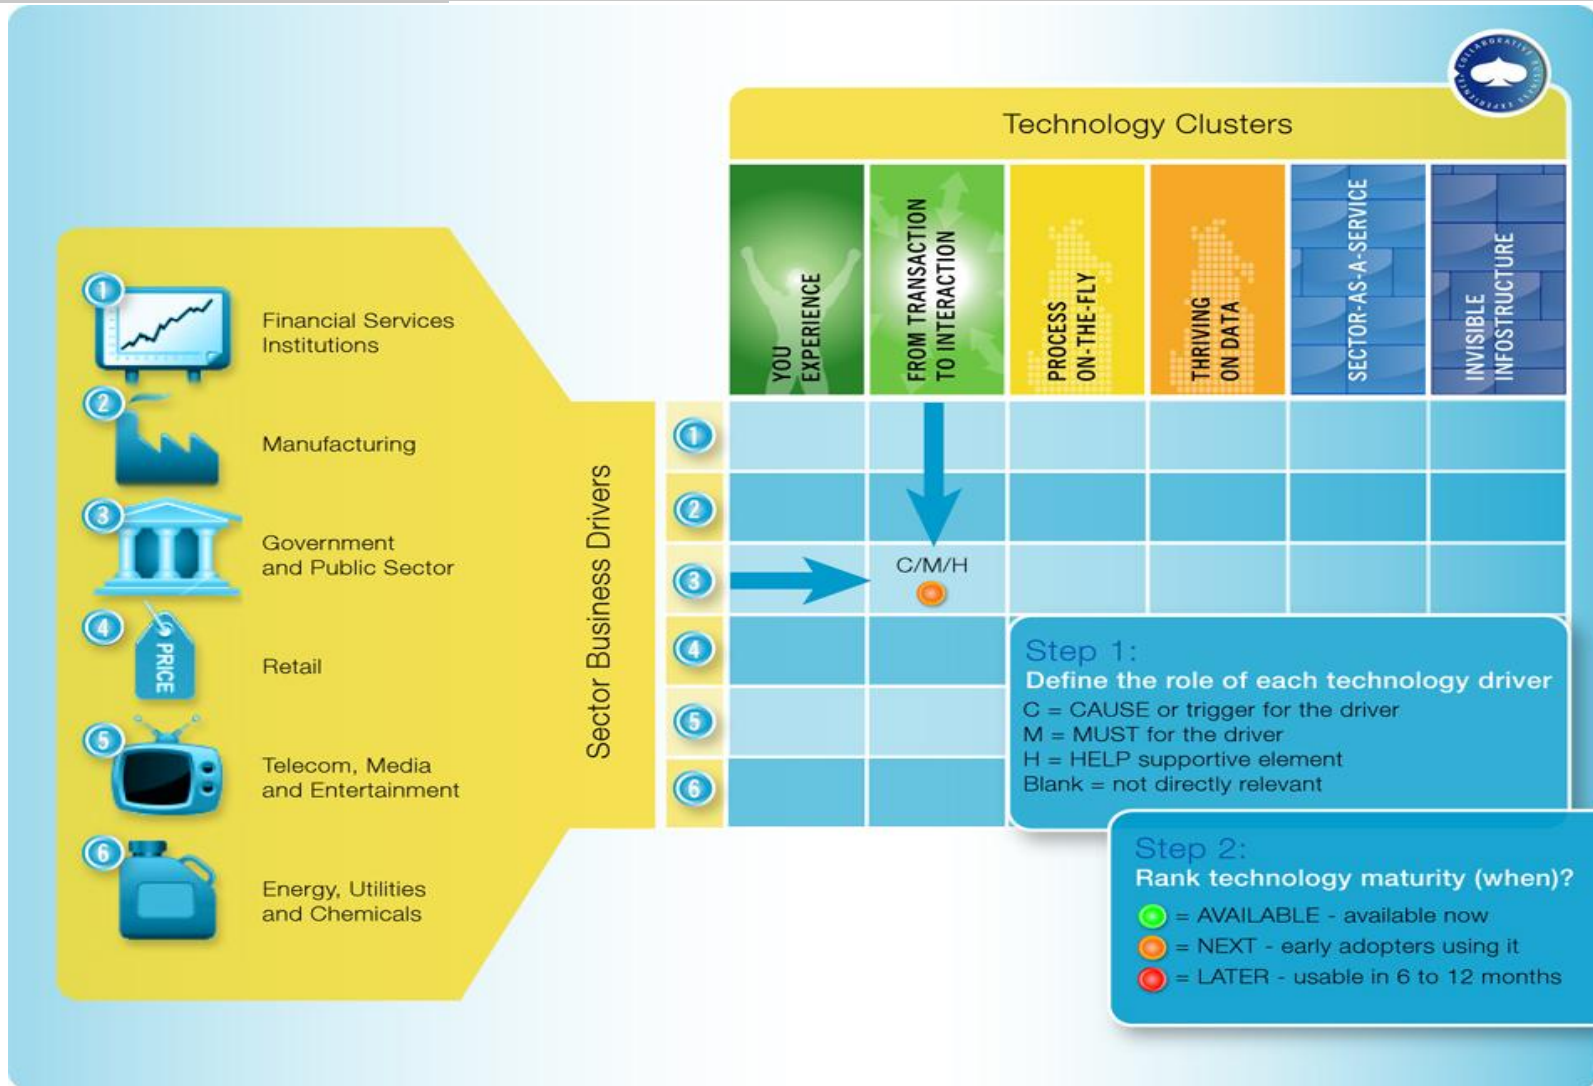 COLLABORATIVE BUSINESS EXPERIENCE
Technology Clusters
YOU
EXPERIENCE
FROM TRANSACTION
TO INTERACTION
PROCESS
ON-THE-FLY
THRIVING
ON DATA
SECTOR-AS-A-SERVICE
INVISIBLE
INFOSTRUCTURE
1
Financial Services
Institutions
2
Manufacturing
3
Government
and Public Sector
4
PRICE
Retail
5
Telecom, Media
and Entertainment
6
Energy, Utilities
and Chemicals
Sector Business Drivers
1
2
3
C/M/H
4
5
6
Step 1:
Define the role of each technology driver
C = CAUSE or trigger for the driver
M = MUST for the driver
H = HELP supportive element
Blank = not directly relevant
Step 2:
Rank technology maturity (when)?
= AVAILABLE - available now
= NEXT - early adopters using it
= LATER - usable in 6 to 12 months